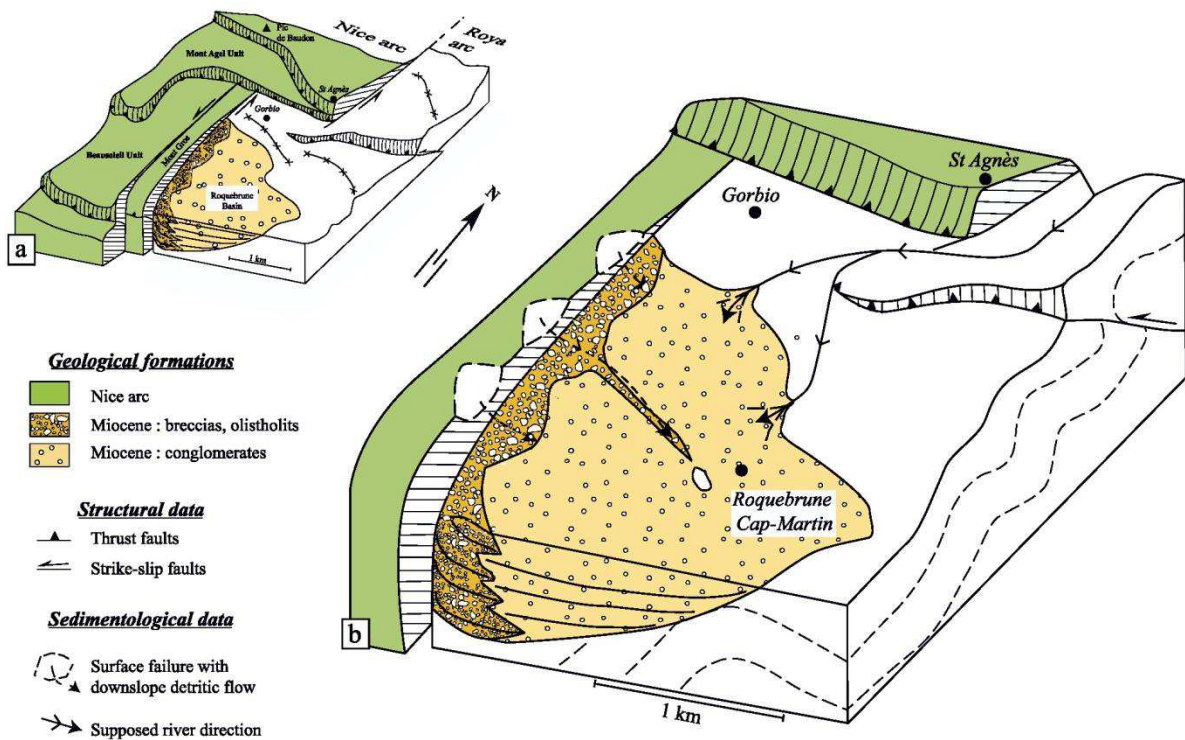 Nice arc
Roya
arc
Pic
de Baudon
Mont Agel Unit
St Agnès
Gorbio
Mont Gros
Beausoleil Unit
Roquebrune
Basin
1 km
a
N
St Agnès
Gorbio
Roquebrune
Cap-Martin
b
1 km
Geological formations
Nice arc
Miocene : breccias, olistholits
Miocene : conglomerates
Structural data
Thrust faults
Strike-slip faults
Sedimentological data
Surface failure with
downslope detritic flow
Supposed river direction